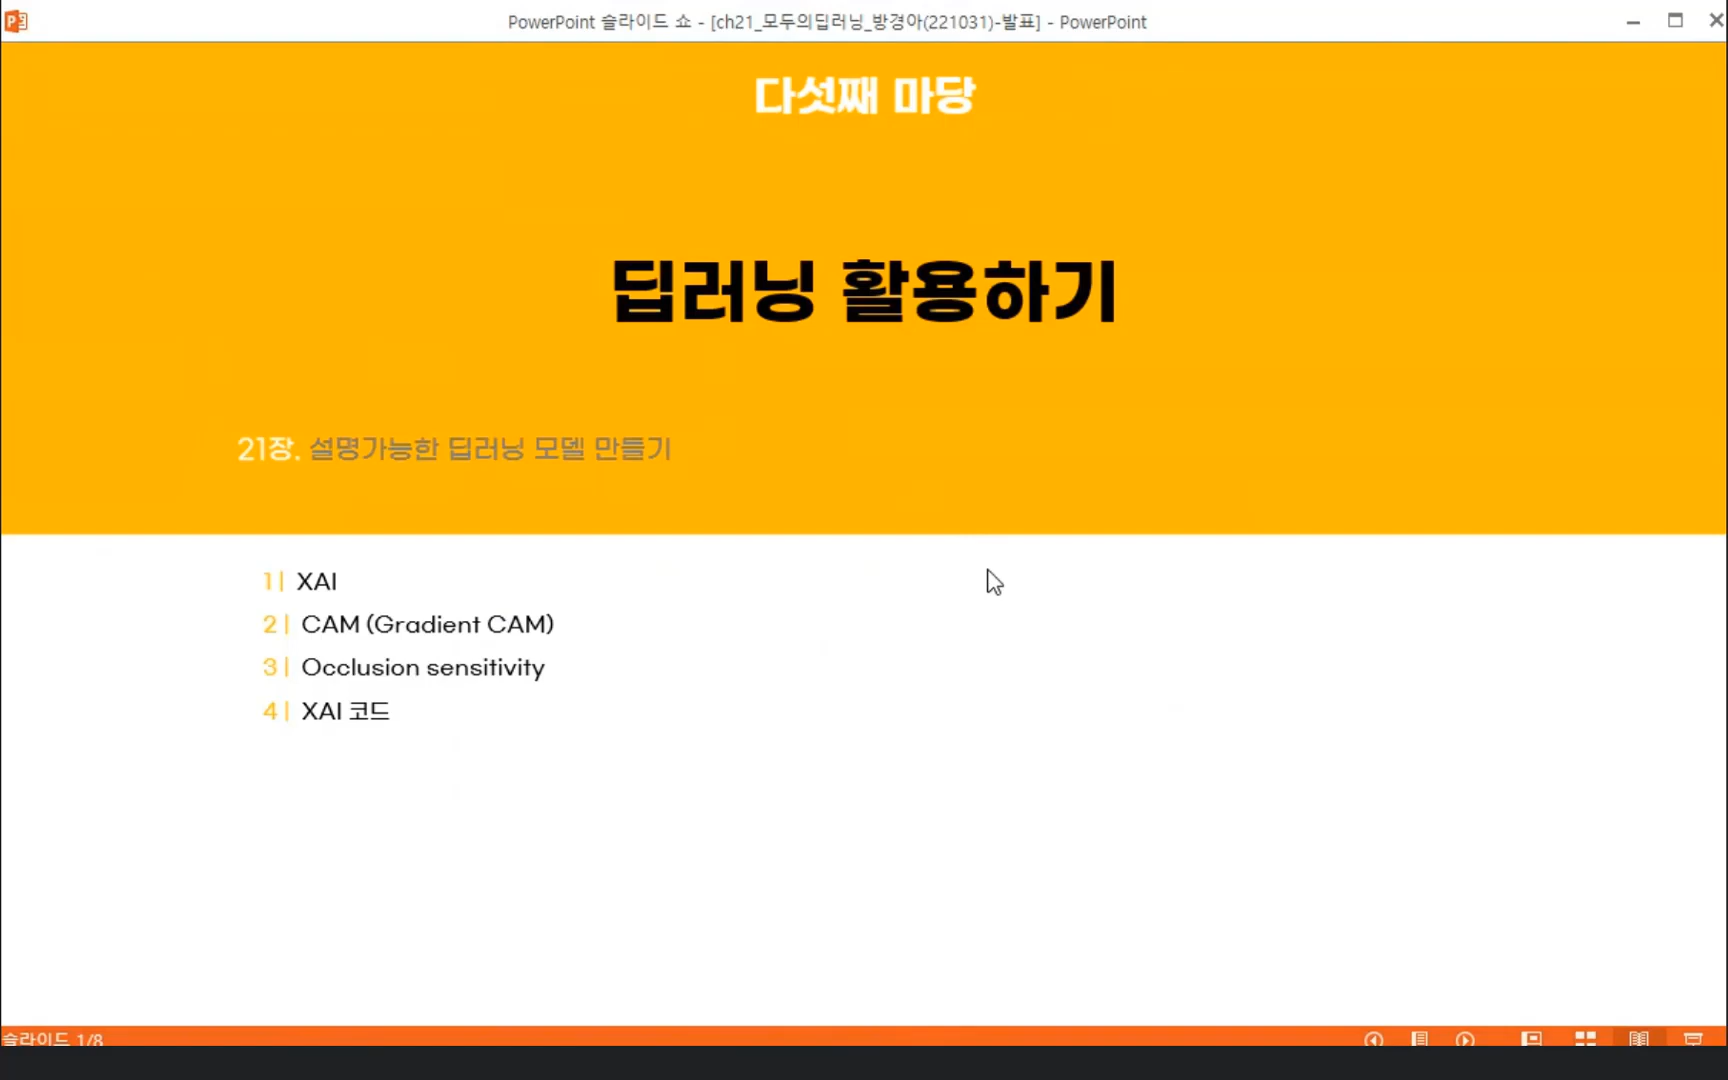 PowerPoint 슬라이드 쇼 - [ch21_모두의딥러닝_방경아(221031)-발표] - PowerPoint
다섯째 마당
딥러닝 활용하기
21장. 설명가능한 딥러닝 모델 만들기
1| XAI
2| CAM (Gradient CAM)
3| Occlusion sensitivity
4| XAI 코드
슬라이드 1/8